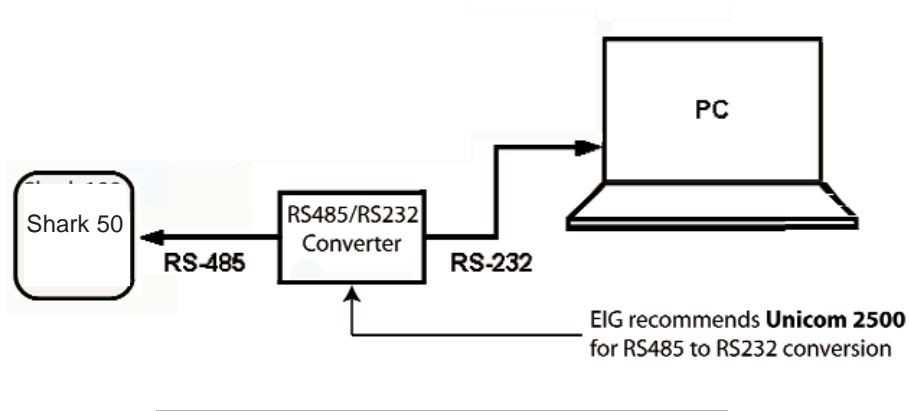 PC
Shark 50
RS485/RS232
Converter
RS-485
RS-232
EIG recommends Unicom 2500
for RS485 to RS232 conversion